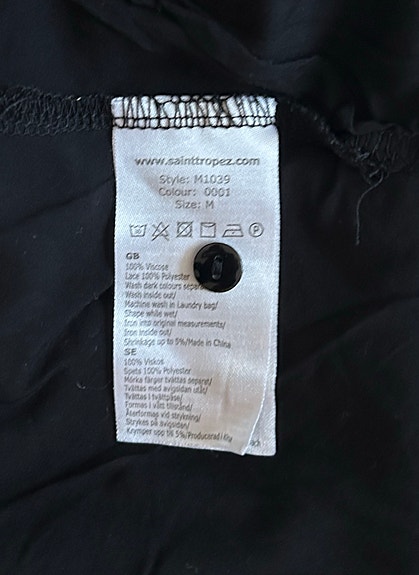 www.sainttropez.com
Style: M1039
Colour: 0001
Size: M
GB
100% Viscose
Lace 100% Polyester
Wash dark colours
Wash inside out/
Machine wash in Laundry bag/
Shape while wet/
Iron into original measurements/
Iron inside out/
Shrinkage up to 5%/Made in China
SE
100% Viskos
Spets 100% Polyester
Mörka färger tvättas separat/
Tvättas med avigsidan utåt/
Tvättas i tvättpåse/
Formas i vått tillstånd/
Återformas vid strykning/
Strykes på avigsidan/
Krymper upp till 5%/Producerad i